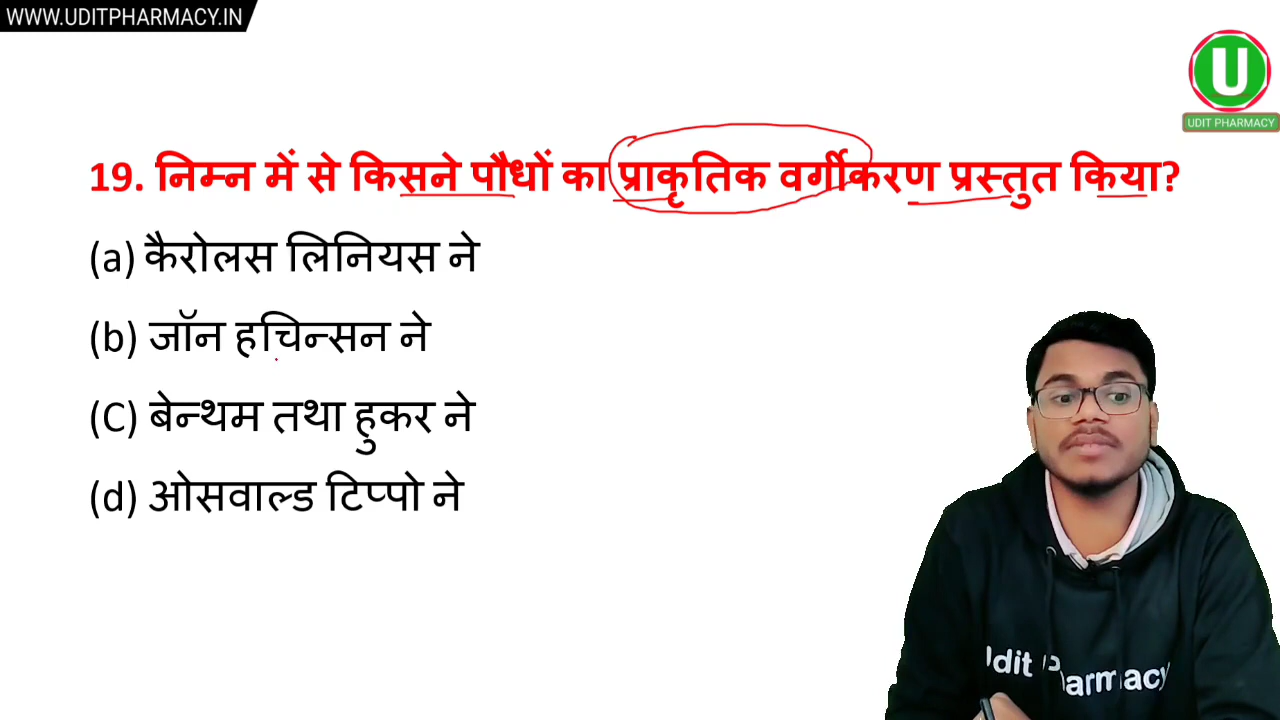 WWW.UDITPHARMACY.IN
U
UDIT PHARMACY
19. निम्न में से किसने पौधों का प्राकृतिक वर्गीकरण प्रस्तुत किया?
(a) कैरोलस लिनियस ने
(b) जॉन हचिन्सन ने
(C) बेन्थम तथा हुकर ने
(d) ओसवाल्ड टिप्पो ने
Udit Pharmacy